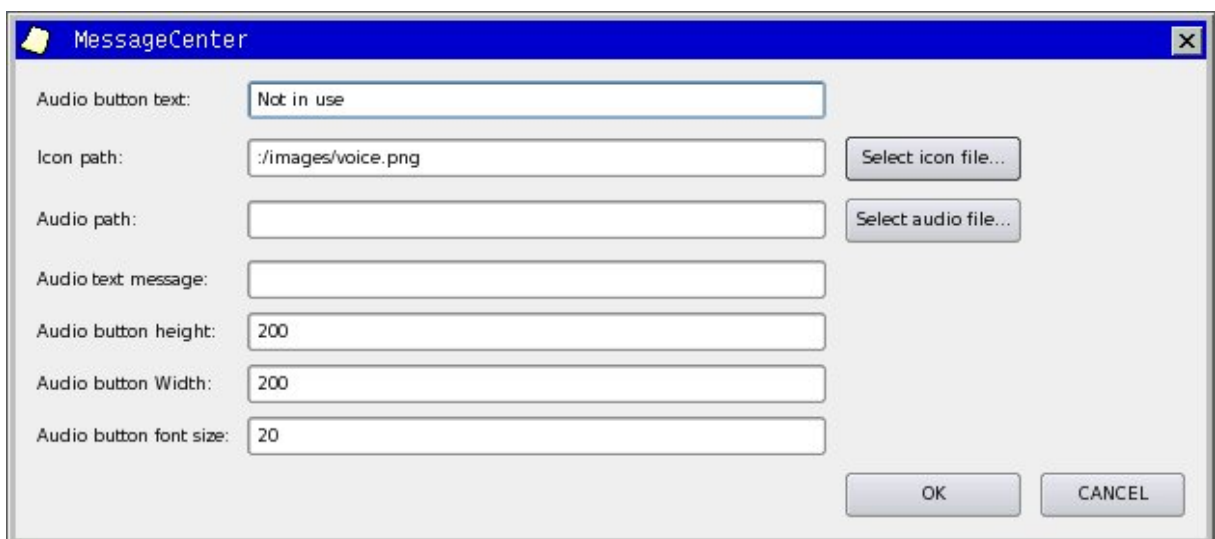 MessageCenter
Audio button text: Not in use
Icon path: :/images/voice.png Select icon file...
Audio path: Select audio file...
Audio text message:
Audio button height: 200
Audio button Width: 200
Audio button font size: 20
OK CANCEL